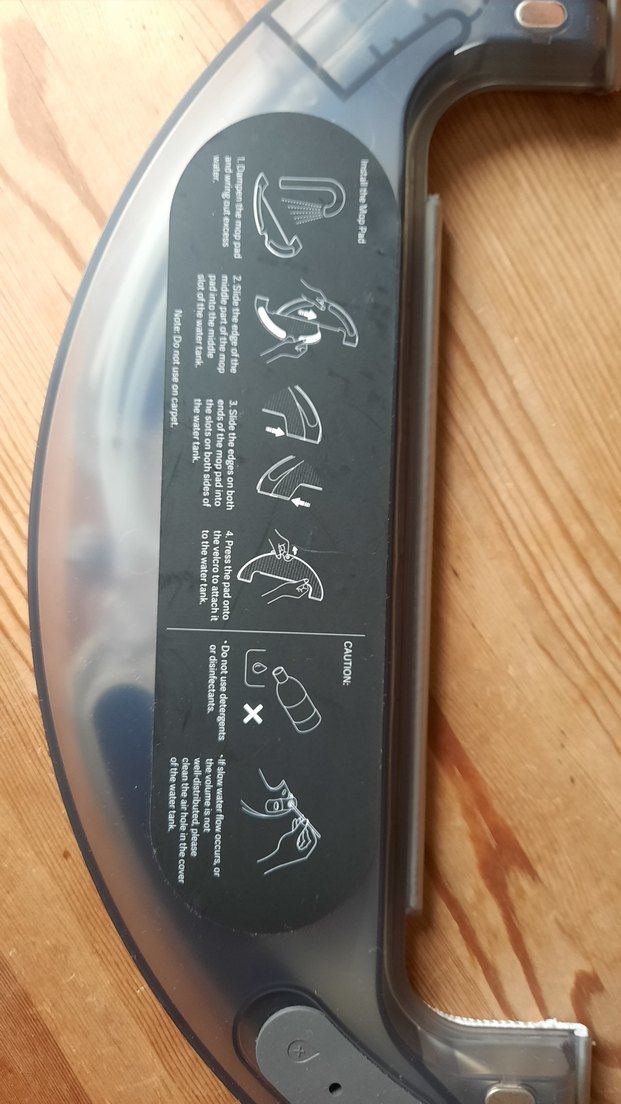 Install the Mop Pad
1. Dampen the mop pad
and wring out excess
water.
2. Slide the edge of the
middle part of the mop
pad into the middle
slot of the water tank.
3. Slide the edges on both
ends of the mop pad into
the slots on both sides of
the water tank.
4. Press the pad onto
the velcro to attach it
to the water tank.
Note: Do not use on carpet.
CAUTION:
• Do not use detergents
or disinfectants.
• If slow water flow occurs, or
the volume is not
well-distributed, please
clean the air hole in the cover
of the water tank.